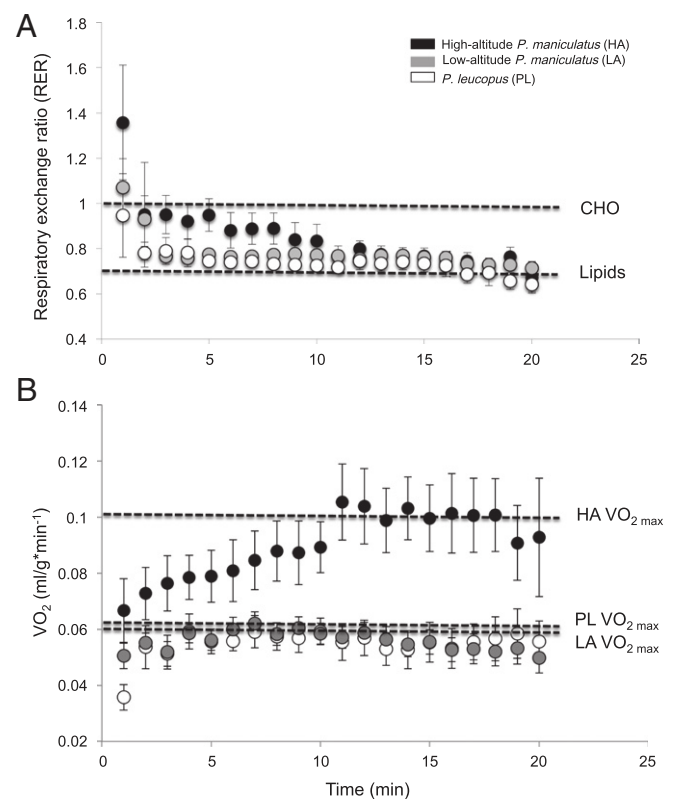 A
1.8
1.6
1.4
1.2
1
0.8
0.6
0.4
Respiratory exchange ratio (RER)
High-altitude P. maniculatus (HA)
Low-altitude P. maniculatus (LA)
P. leucopus (PL)
CHO
Lipids
0 5 10 15 20 25
B
0.14
0.12
0.1
0.08
0.06
0.04
0.02
VO2 (ml/g*min-1)
HA VO2 max
PL VO2 max
LA VO2 max
0 5 10 15 20 25
Time (min)